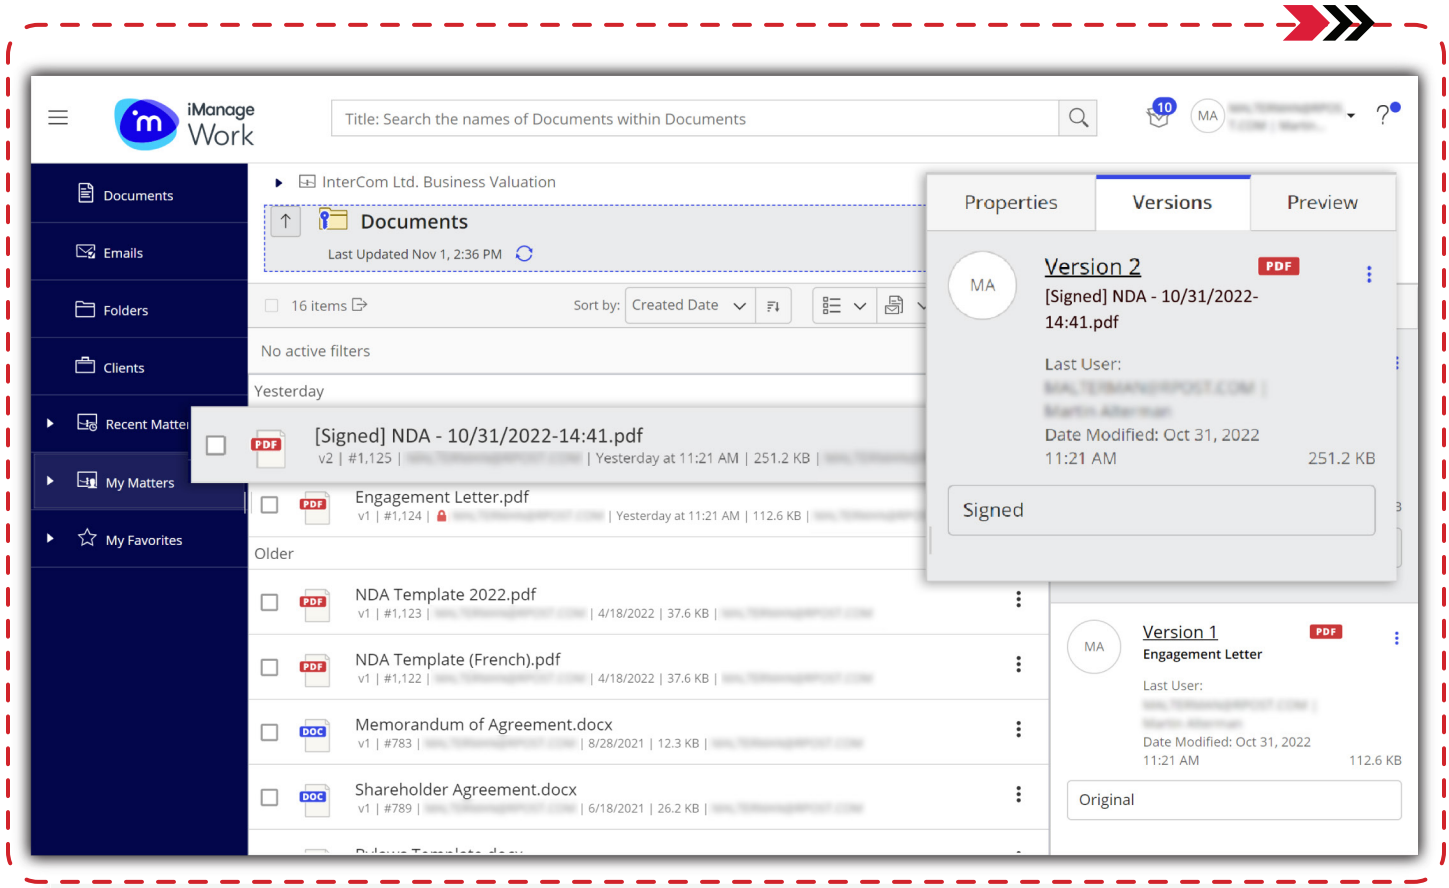 iManage
Work
Title: Search the names of Documents within Documents
10
MA
?
Documents
Emails
Folders
Clients
Recent Matte
My Matters
My Favorites
InterCom Ltd. Business Valuation
Documents
Last Updated Nov 1, 2:36 PM
16 items
Sort by: Created Date
No active filters
Yesterday
PDF
[Signed] NDA - 10/31/2022-14:41.pdf
v2 | #1,125 | | Yesterday at 11:21 AM | 251.2 KB |
PDF
Engagement Letter.pdf
v1 | #1,124 | | Yesterday at 11:21 AM | 112.6 KB |
Older
PDF
NDA Template 2022.pdf
v1 | #1,123 | | 4/18/2022 | 37.6 KB |
PDF
NDA Template (French).pdf
v1 | #1,122 | | 4/18/2022 | 37.6 KB |
DOC
Memorandum of Agreement.docx
v1 | #783 | | 8/28/2021 | 12.3 KB |
DOC
Shareholder Agreement.docx
v1 | #789 | | 6/18/2021 | 26.2 KB |
Properties
Versions
Preview
MA
Version 2
PDF
[Signed] NDA - 10/31/2022-
14:41.pdf
Last User:
Date Modified: Oct 31, 2022
11:21 AM
251.2 KB
Signed
MA
Version 1
PDF
Engagement Letter
Last User:
Date Modified: Oct 31, 2022
11:21 AM
112.6 KB
Original